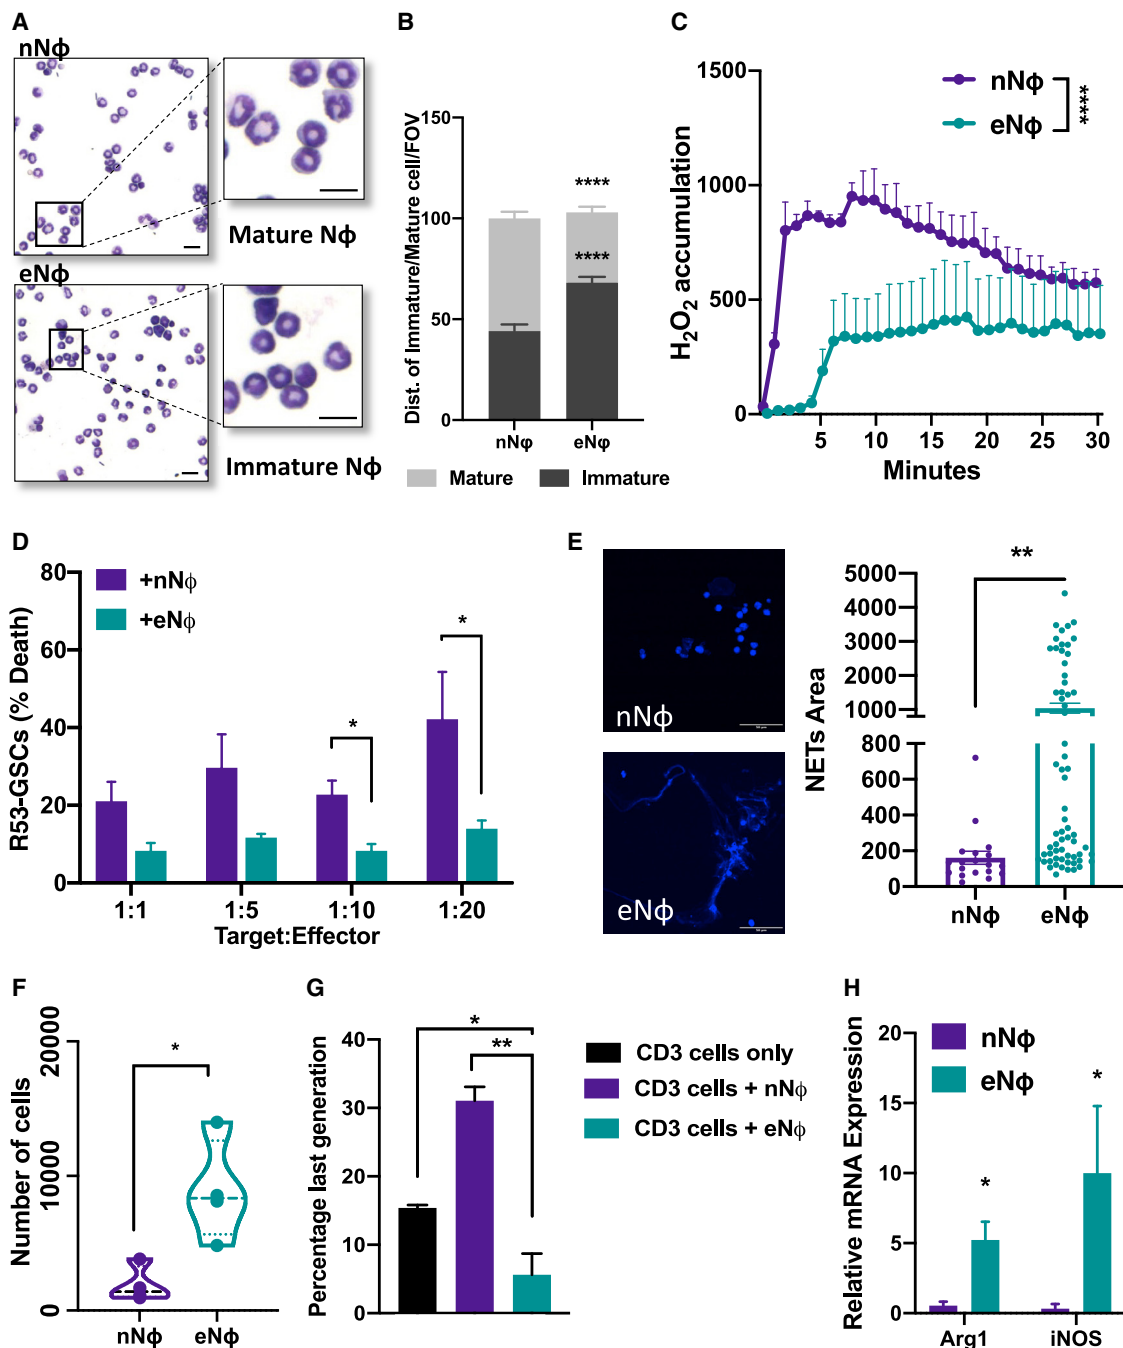 A
nNϕ
Mature Nϕ
eNϕ
Immature Nϕ
B
Dist. of Immature/Mature cell/FOV
150
100
50
0
****
****
nNφ
eNφ
Mature
Immature
C
H₂O₂ accumulation
1500
1000
500
0
nNϕ
eNϕ
****
5
10
15
20
25
30
Minutes
D
R53-GSCs (% Death)
80
60
40
20
0
+nNϕ
+eNϕ
*
*
1:1
1:5
1:10
1:20
Target:Effector
E
nNϕ
eNϕ
NETs Area
5000
4000
3000
2000
1000
800
600
400
200
0
**
nNϕ
eNϕ
F
Number of cells
20000
10000
0
*
nNϕ
eNϕ
G
Percentage last generation
40
30
20
10
0
*
**
CD3 cells only
CD3 cells + nNϕ
CD3 cells + eNϕ
H
Relative mRNA Expression
20
15
10
5
0
nNϕ
eNϕ
*
*
Arg1
iNOS